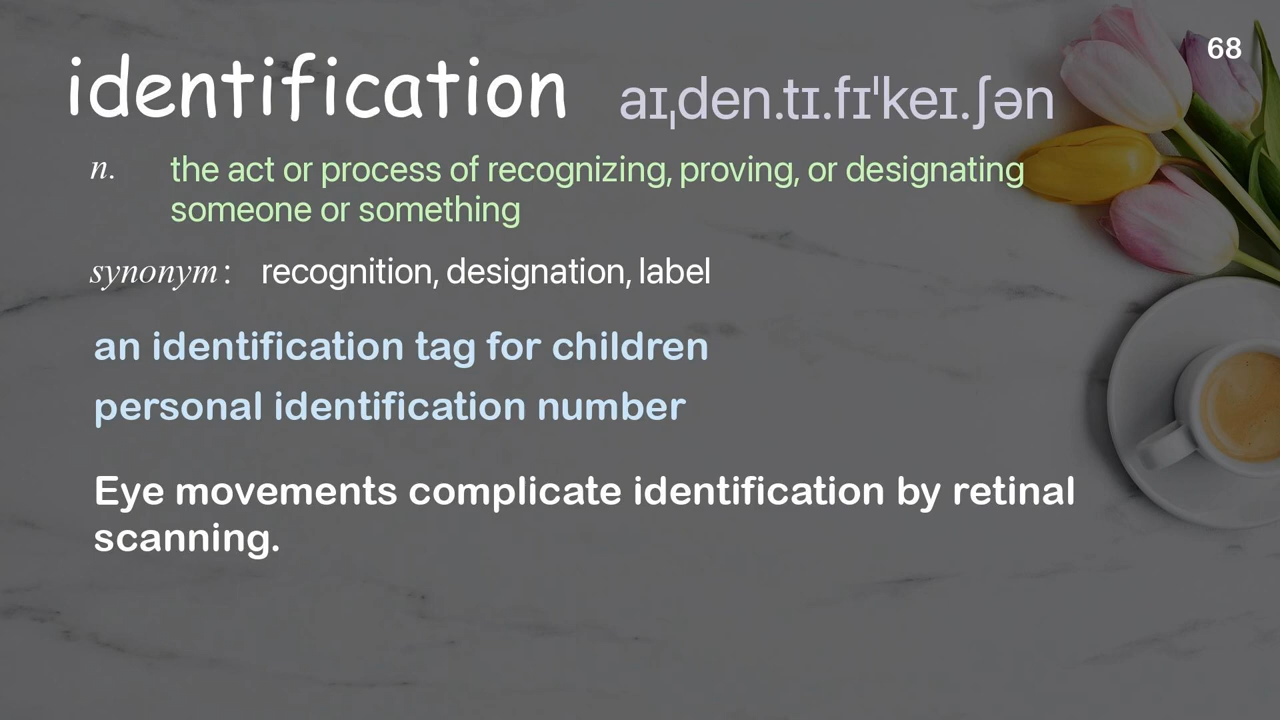 68
identification aɪˌden.tɪ.fɪˈkeɪ.ʃən
n. the act or process of recognizing, proving, or designating
someone or something
synonym: recognition, designation, label
an identification tag for children
personal identification number
Eye movements complicate identification by retinal
scanning.